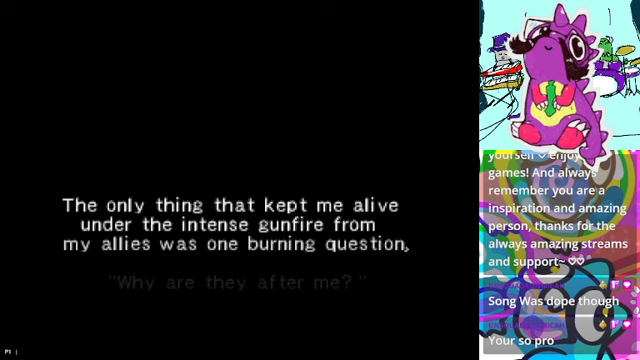 The only thing that kept me alive
under the intense gunfire from
my allies was one burning question,
"Why are they after me?"
P1 |
yourself ♡ enjoy
games! And always
remember you are a
inspiration and amazing
person, thanks for the
always amazing streams
and support~ ♡♡
Song Was dope though
Your so pro